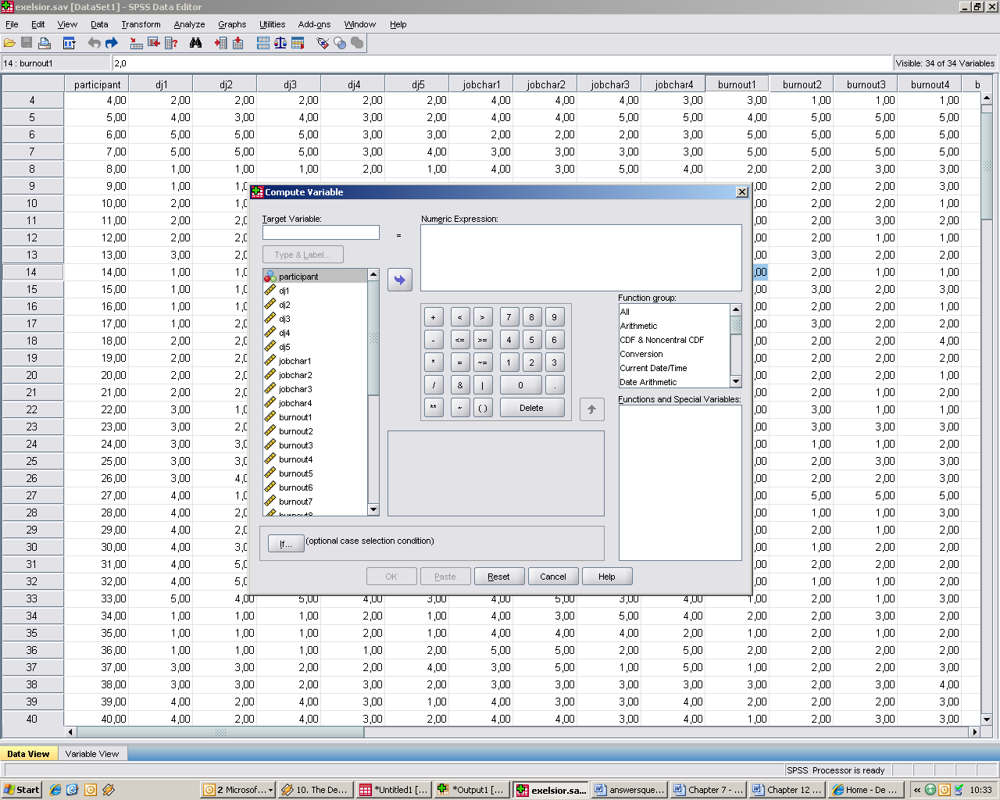 exelsior.sav [DataSet1] - SPSS Data Editor
File Edit View Data Transform Analyze Graphs Utilities Add-ons Window Help
14 : burnout1 2,0 Visible: 34 of 34 Variables
participant dj1 dj2 dj3 dj4 dj5 jobchar1 jobchar2 jobchar3 jobchar4 burnout1 burnout2 burnout3 burnout4 b
4 4,00 2,00 2,00 2,00 2,00 2,00 4,00 4,00 4,00 3,00 3,00 1,00 1,00 1,00
5 5,00 4,00 3,00 4,00 3,00 2,00 4,00 4,00 5,00 5,00 4,00 5,00 5,00 5,00
6 6,00 5,00 5,00 5,00 3,00 3,00 2,00 2,00 2,00 3,00 5,00 5,00 5,00 5,00
7 7,00 5,00 5,00 5,00 3,00 4,00 3,00 3,00 3,00 3,00 5,00 5,00 5,00 5,00
8 8,00 1,00 1,00 1,00 2,00 1,00 4,00 3,00 5,00 4,00 2,00 2,00 3,00 3,00
9 9,00 1,00 1,0 ,00 2,00 2,00 3,00
10 10,00 2,00 1,0 ,00 2,00 2,00 1,00
11 11,00 2,00 2,0 ,00 2,00 3,00 2,00
12 12,00 2,00 2,0 ,00 2,00 1,00 1,00
13 13,00 3,00 2,0 ,00 3,00 2,00 2,00
14 14,00 1,00 1,0 ,00 2,00 1,00 1,00
15 15,00 1,00 1,0 ,00 3,00 2,00 3,00
16 16,00 1,00 1,0 ,00 2,00 2,00 1,00
17 17,00 1,00 2,0 ,00 3,00 2,00 2,00
18 18,00 2,00 2,0 ,00 2,00 2,00 4,00
19 19,00 2,00 2,0 ,00 2,00 2,00 2,00
20 20,00 2,00 2,0 ,00 2,00 2,00 1,00
21 21,00 2,00 2,0 ,00 2,00 1,00 2,00
22 22,00 3,00 1,0 ,00 3,00 1,00 1,00
23 23,00 3,00 2,0 ,00 3,00 3,00 3,00
24 24,00 3,00 3,0 ,00 1,00 1,00 2,00
25 25,00 3,00 3,0 ,00 2,00 2,00 3,00
26 26,00 3,00 4,0 ,00 2,00 2,00 3,00
27 27,00 4,00 1,0 ,00 5,00 5,00 5,00
28 28,00 4,00 2,0 ,00 1,00 1,00 3,00
29 29,00 4,00 2,0 ,00 2,00 1,00 2,00
30 30,00 4,00 3,0 ,00 1,00 2,00 2,00
31 31,00 4,00 5,0 ,00 2,00 2,00 2,00
32 32,00 4,00 5,0 ,00 1,00 1,00 2,00
33 33,00 5,00 4,00 5,00 4,00 3,00 4,00 5,00 3,00 4,00 1,00 2,00 1,00 3,00
34 34,00 1,00 1,00 1,00 2,00 1,00 4,00 3,00 5,00 4,00 2,00 2,00 3,00 2,00
35 35,00 1,00 1,00 1,00 2,00 1,00 4,00 4,00 4,00 2,00 1,00 2,00 1,00 2,00
36 36,00 1,00 1,00 1,00 1,00 2,00 5,00 5,00 2,00 5,00 2,00 2,00 2,00 2,00
37 37,00 3,00 3,00 2,00 2,00 4,00 3,00 5,00 1,00 5,00 1,00 2,00 2,00 3,00
38 38,00 3,00 2,00 3,00 3,00 2,00 3,00 3,00 3,00 3,00 2,00 3,00 3,00 4,00
39 39,00 4,00 2,00 4,00 3,00 1,00 4,00 3,00 3,00 4,00 2,00 2,00 2,00 3,00
40 40,00 4,00 2,00 4,00 3,00 2,00 4,00 4,00 3,00 4,00 1,00 2,00 3,00 3,00
Compute Variable
Target Variable:
=
Numeric Expression:
Type & Label...
participant
dj1
dj2
dj3
dj4
dj5
jobchar1
jobchar2
jobchar3
jobchar4
burnout1
burnout2
burnout3
burnout4
burnout5
burnout6
burnout7
burnout8
+ < > 7 8 9
- <= >= 4 5 6
* = ~= 1 2 3
/ & | 0 .
** ~ ( ) Delete
Function group:
All
Arithmetic
CDF & Noncentral CDF
Conversion
Current Date/Time
Date Arithmetic
Functions and Special Variables:
If... (optional case selection condition)
OK Paste Reset Cancel Help
Data View Variable View
SPSS Processor is ready
Start 2 Microsof... 10. The De... *Untitled1 [... *Output1 [... exelsior.sa... answersque... Chapter 7 - ... Chapter 12 ... Home - De ... « 10:33